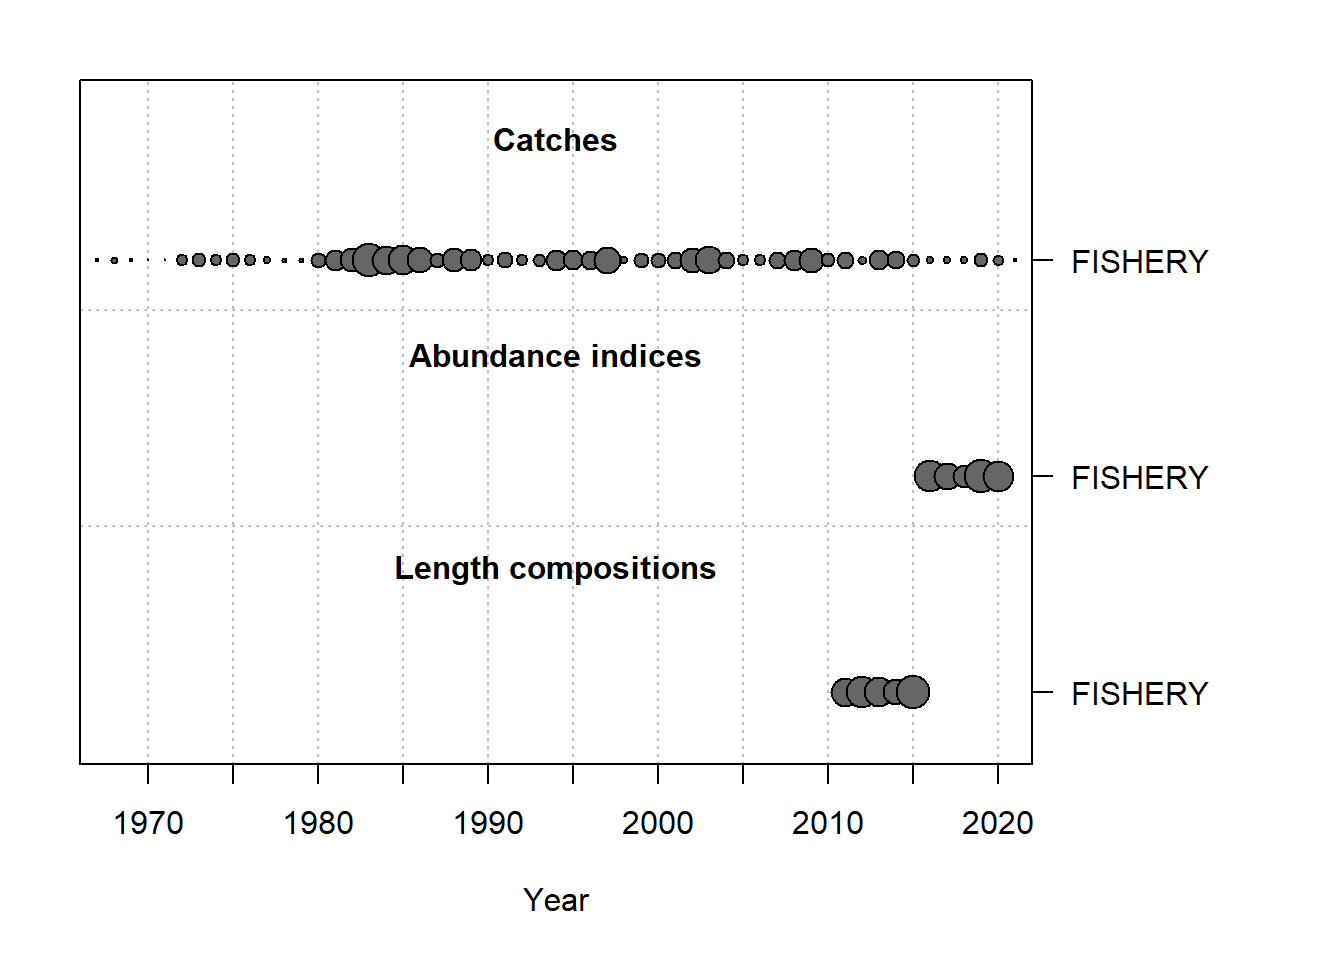 Catches
FISHERY
Abundance indices
FISHERY
Length compositions
FISHERY
1970 1980 1990 2000 2010 2020
Year